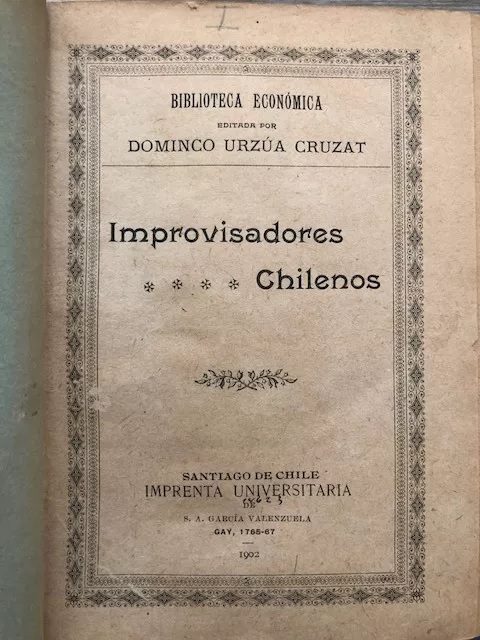 I
BIBLIOTECA ECONÓMICA
EDITADA POR
DOMINGO URZÚA CRUZAT
Improvisadores
Chilenos
SANTIAGO DE CHILE
IMPRENTA UNIVERSITARIA
DE
S. A. GARCÍA VALENZUELA
GAY, 1765-67
1902